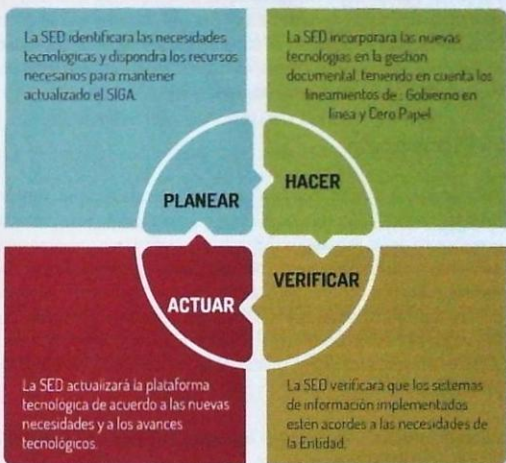 La SED identificara las necesidades
tecnológicas y dispondra los recursos
necesarios para mantener
actualizado el SIGA.
PLANEAR
La SED incorporara las nuevas
tecnologias en la gestion
documental, teniendo en cuenta los
lineamientos de : Gobierno en
linea y Cero Papel
HACER
ACTUAR
La SED actualizará la plataforma
tecnológica de acuerdo a las nuevas
necesidades y a los avances
tecnológicos.
VERIFICAR
La SED verificará que los sistemas
de información implementados
esten acordes a las necesidades de
la Entidad.